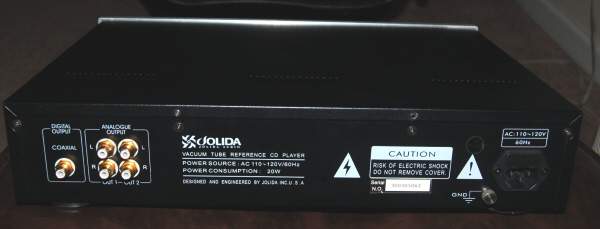 DIGITAL
OUTPUT
COAXIAL
ANALOGUE
OUTPUT
L
L
R
R
OUT 1
OUT 2
JOLIDA
VACUUM TUBE REFERENCE CD PLAYER
POWER SOURCE: AC 110~120V/60Hz
POWER CONSUMPTION: 20W
DESIGNED AND ENGINEERED BY JOLIDA INC.U.S.A
CAUTION
RISK OF ELECTRIC SHOCK
DO NOT REMOVE COVER.
Serial
N.O.
GND
AC:110~120V
60Hz